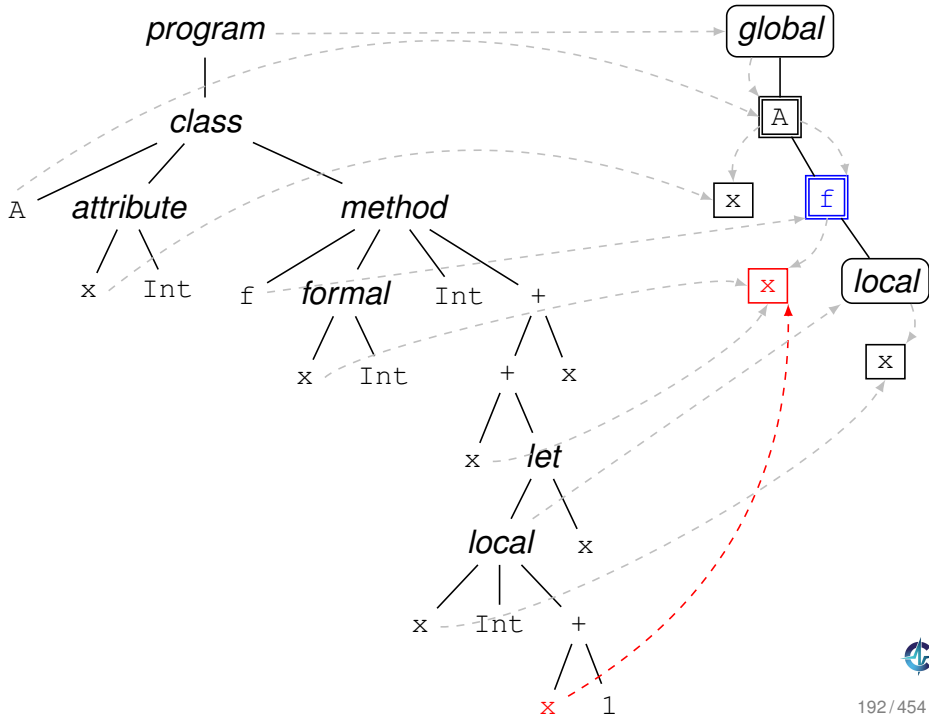 program global
class A
A attribute method x f
x Int f formal Int + x local
x Int + x x
x let
local x
x Int +
x 1
192 / 454